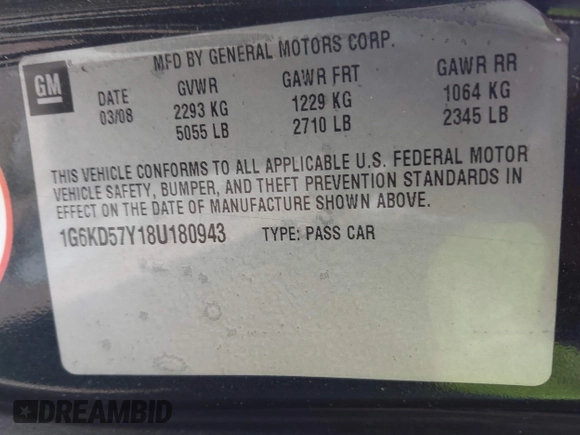 MFD BY GENERAL MOTORS CORP.
GM
DATE GVWR GAWR FRT GAWR RR
03/08 2293 KG 1229 KG 1064 KG
5055 LB 2710 LB 2345 LB
THIS VEHICLE CONFORMS TO ALL APPLICABLE U.S. FEDERAL MOTOR
VEHICLE SAFETY, BUMPER, AND THEFT PREVENTION STANDARDS IN
EFFECT ON THE DATE OF MANUFACTURE SHOWN ABOVE.
1G6KD57Y18U180943 TYPE: PASS CAR
DREAMBID